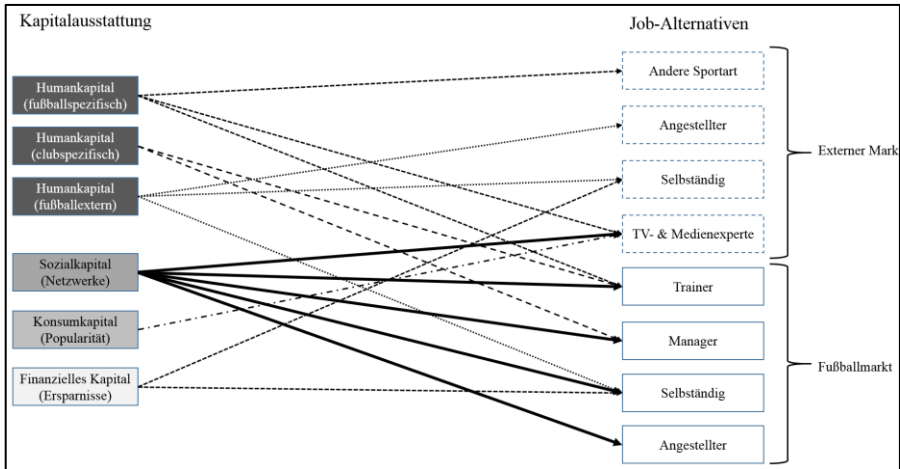 Kapitalausstattung
Job-Alternativen
Humankapital
(fußballspezifisch)
Humankapital
(clubspezifisch)
Humankapital
(fußballextern)
Sozialkapital
(Netzwerke)
Konsumkapital
(Popularität)
Finanzielles Kapital
(Ersparnisse)
Andere Sportart
Angestellter
Selbständig
TV- & Medienexperte
Trainer
Manager
Selbständig
Angestellter
Externer Mark
Fußballmarkt